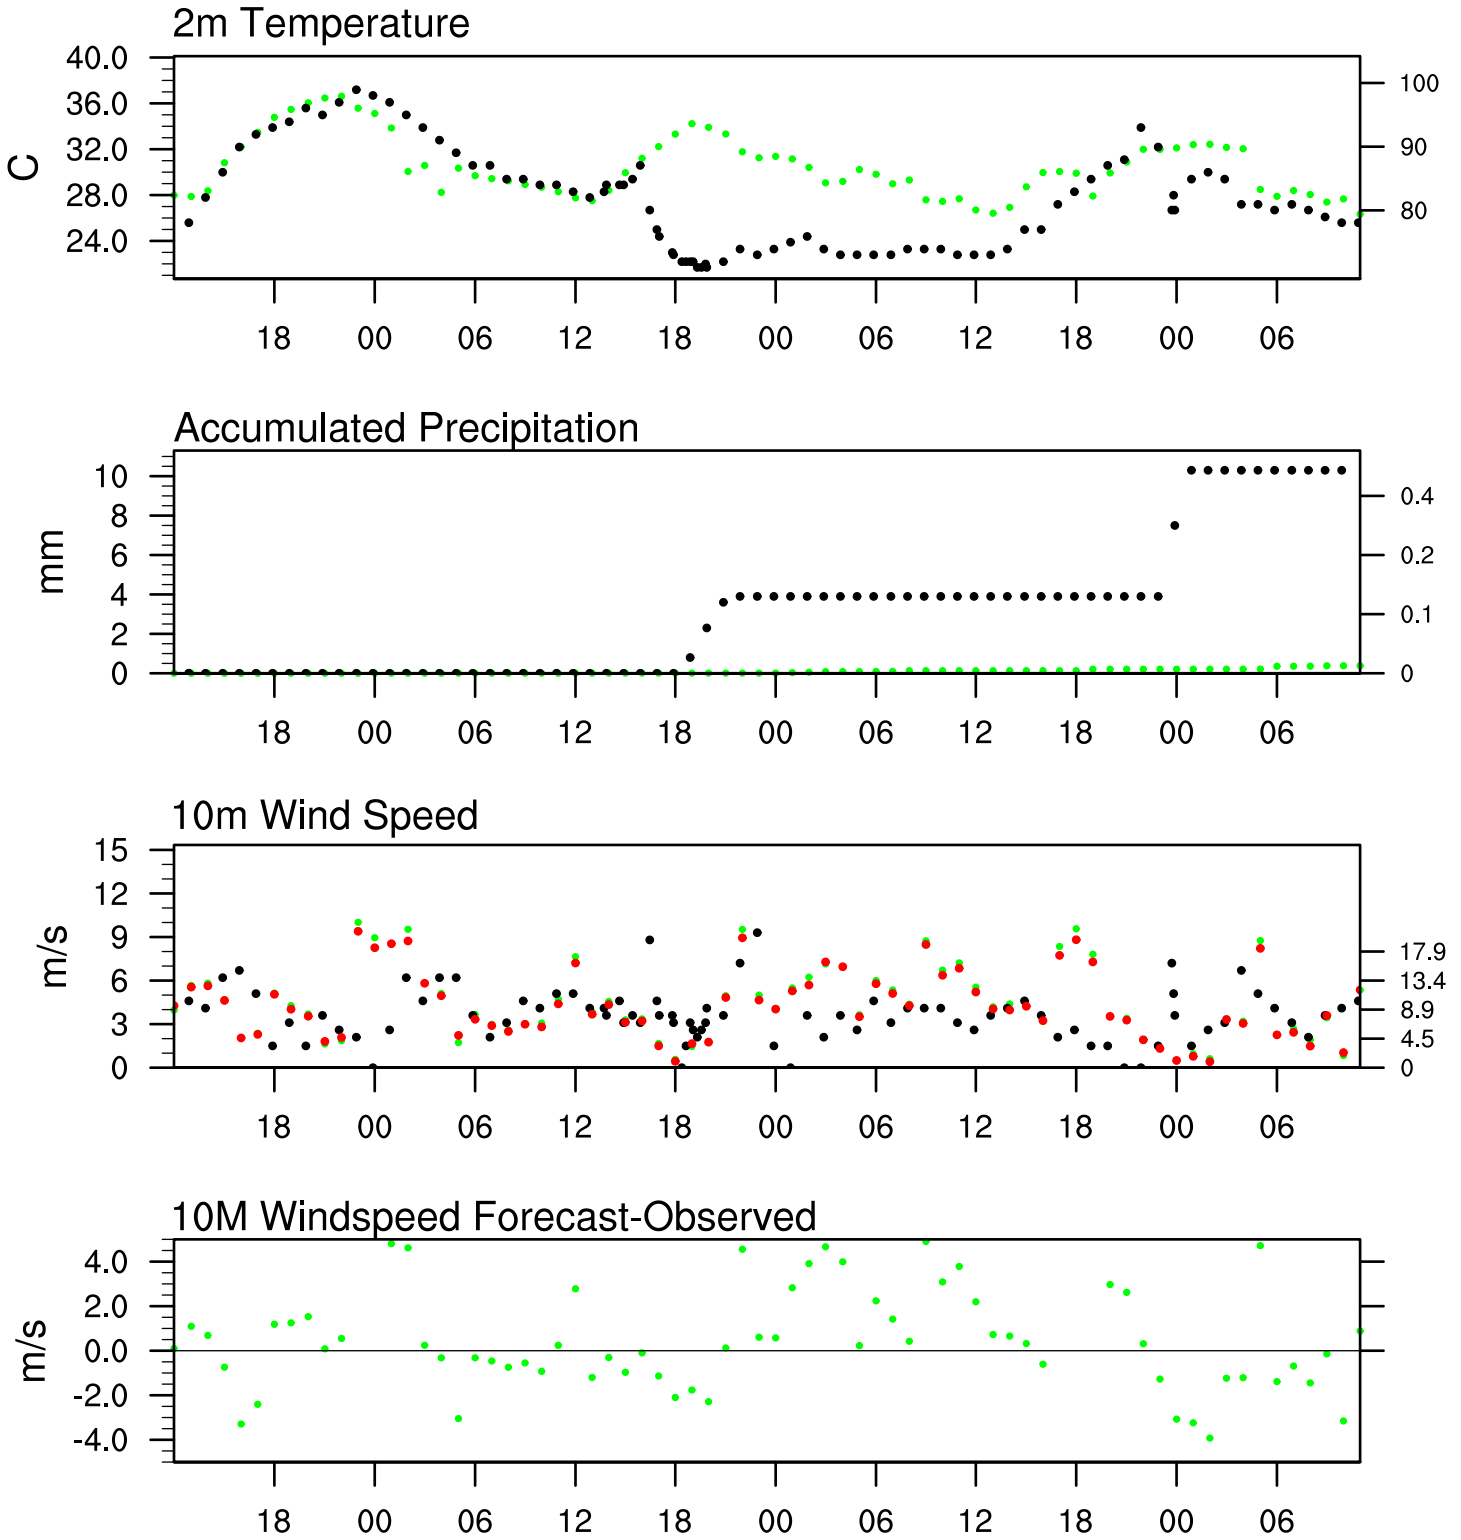 2m Temperature
40.0
36.0
32.0
28.0
24.0
C
100
90
80
18 00 06 12 18 00 06 12 18 00 06
Accumulated Precipitation
10
8
6
4
2
0
mm
0.4
0.2
0.1
0
18 00 06 12 18 00 06 12 18 00 06
10m Wind Speed
15
12
9
6
3
0
m/s
17.9
13.4
8.9
4.5
0
18 00 06 12 18 00 06 12 18 00 06
10M Windspeed Forecast-Observed
4.0
2.0
0.0
-2.0
-4.0
m/s
18 00 06 12 18 00 06 12 18 00 06